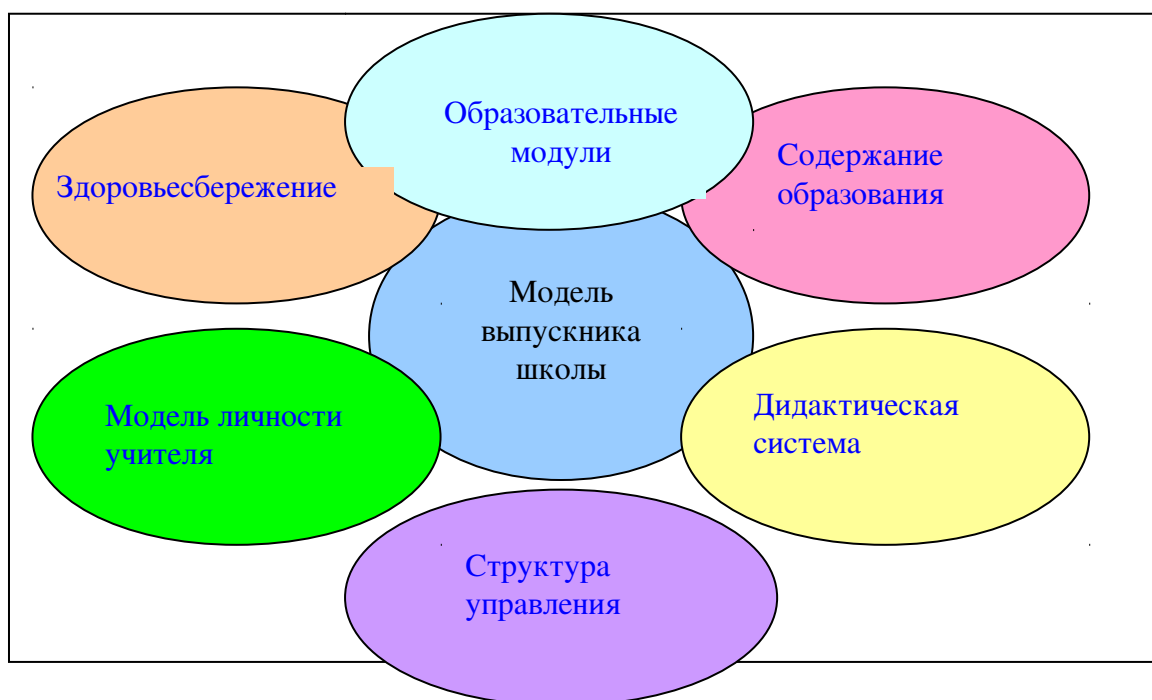 Образовательные
модули
Здоровьесбережение
Содержание
образования
Модель
выпускника
школы
Модель личности
учителя
Дидактическая
система
Структура
управления